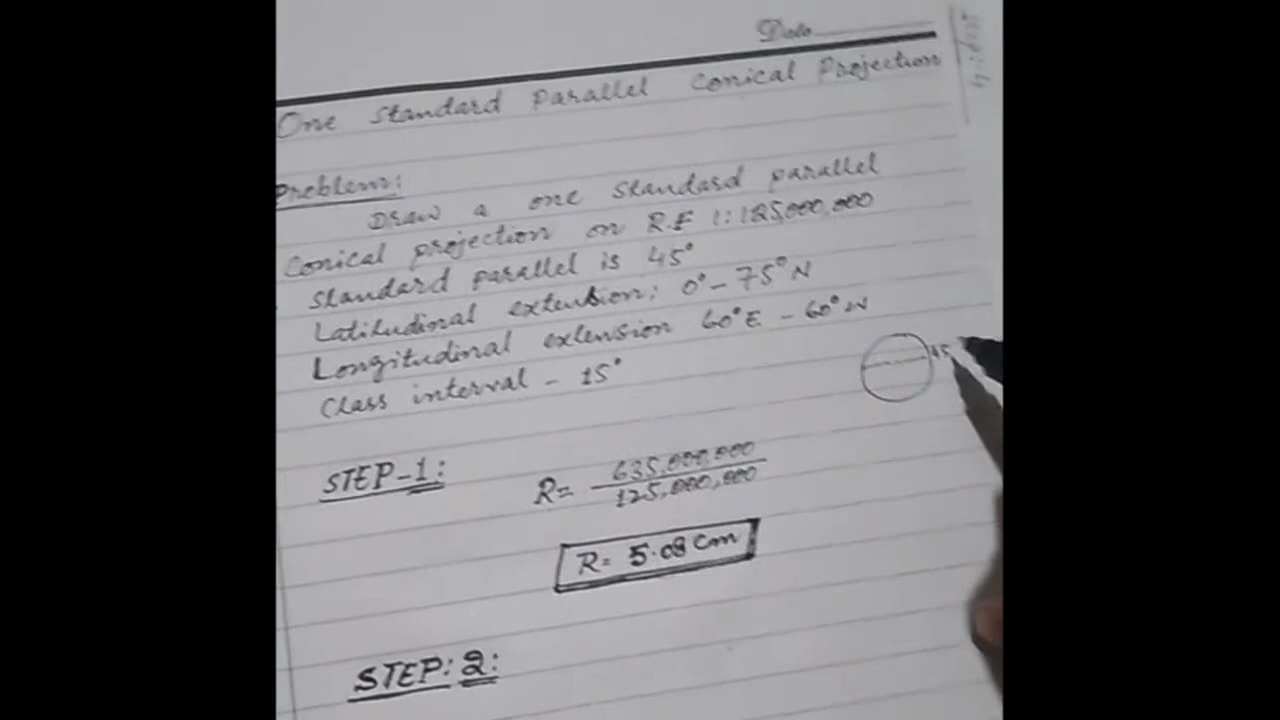 Date
One Standard Parallel Conical Projection
Problem:
Draw a one standard parallel
Conical projection on R.F 1:125,000,000
Standard parallel is 45°
Latitudinal extension: 0° - 75° N
Longitudinal extension 60°E - 60°W
Class interval - 15°
45
STEP-1:
R= 635,000,000
125,000,000
R= 5.08 Cm
STEP: 2: